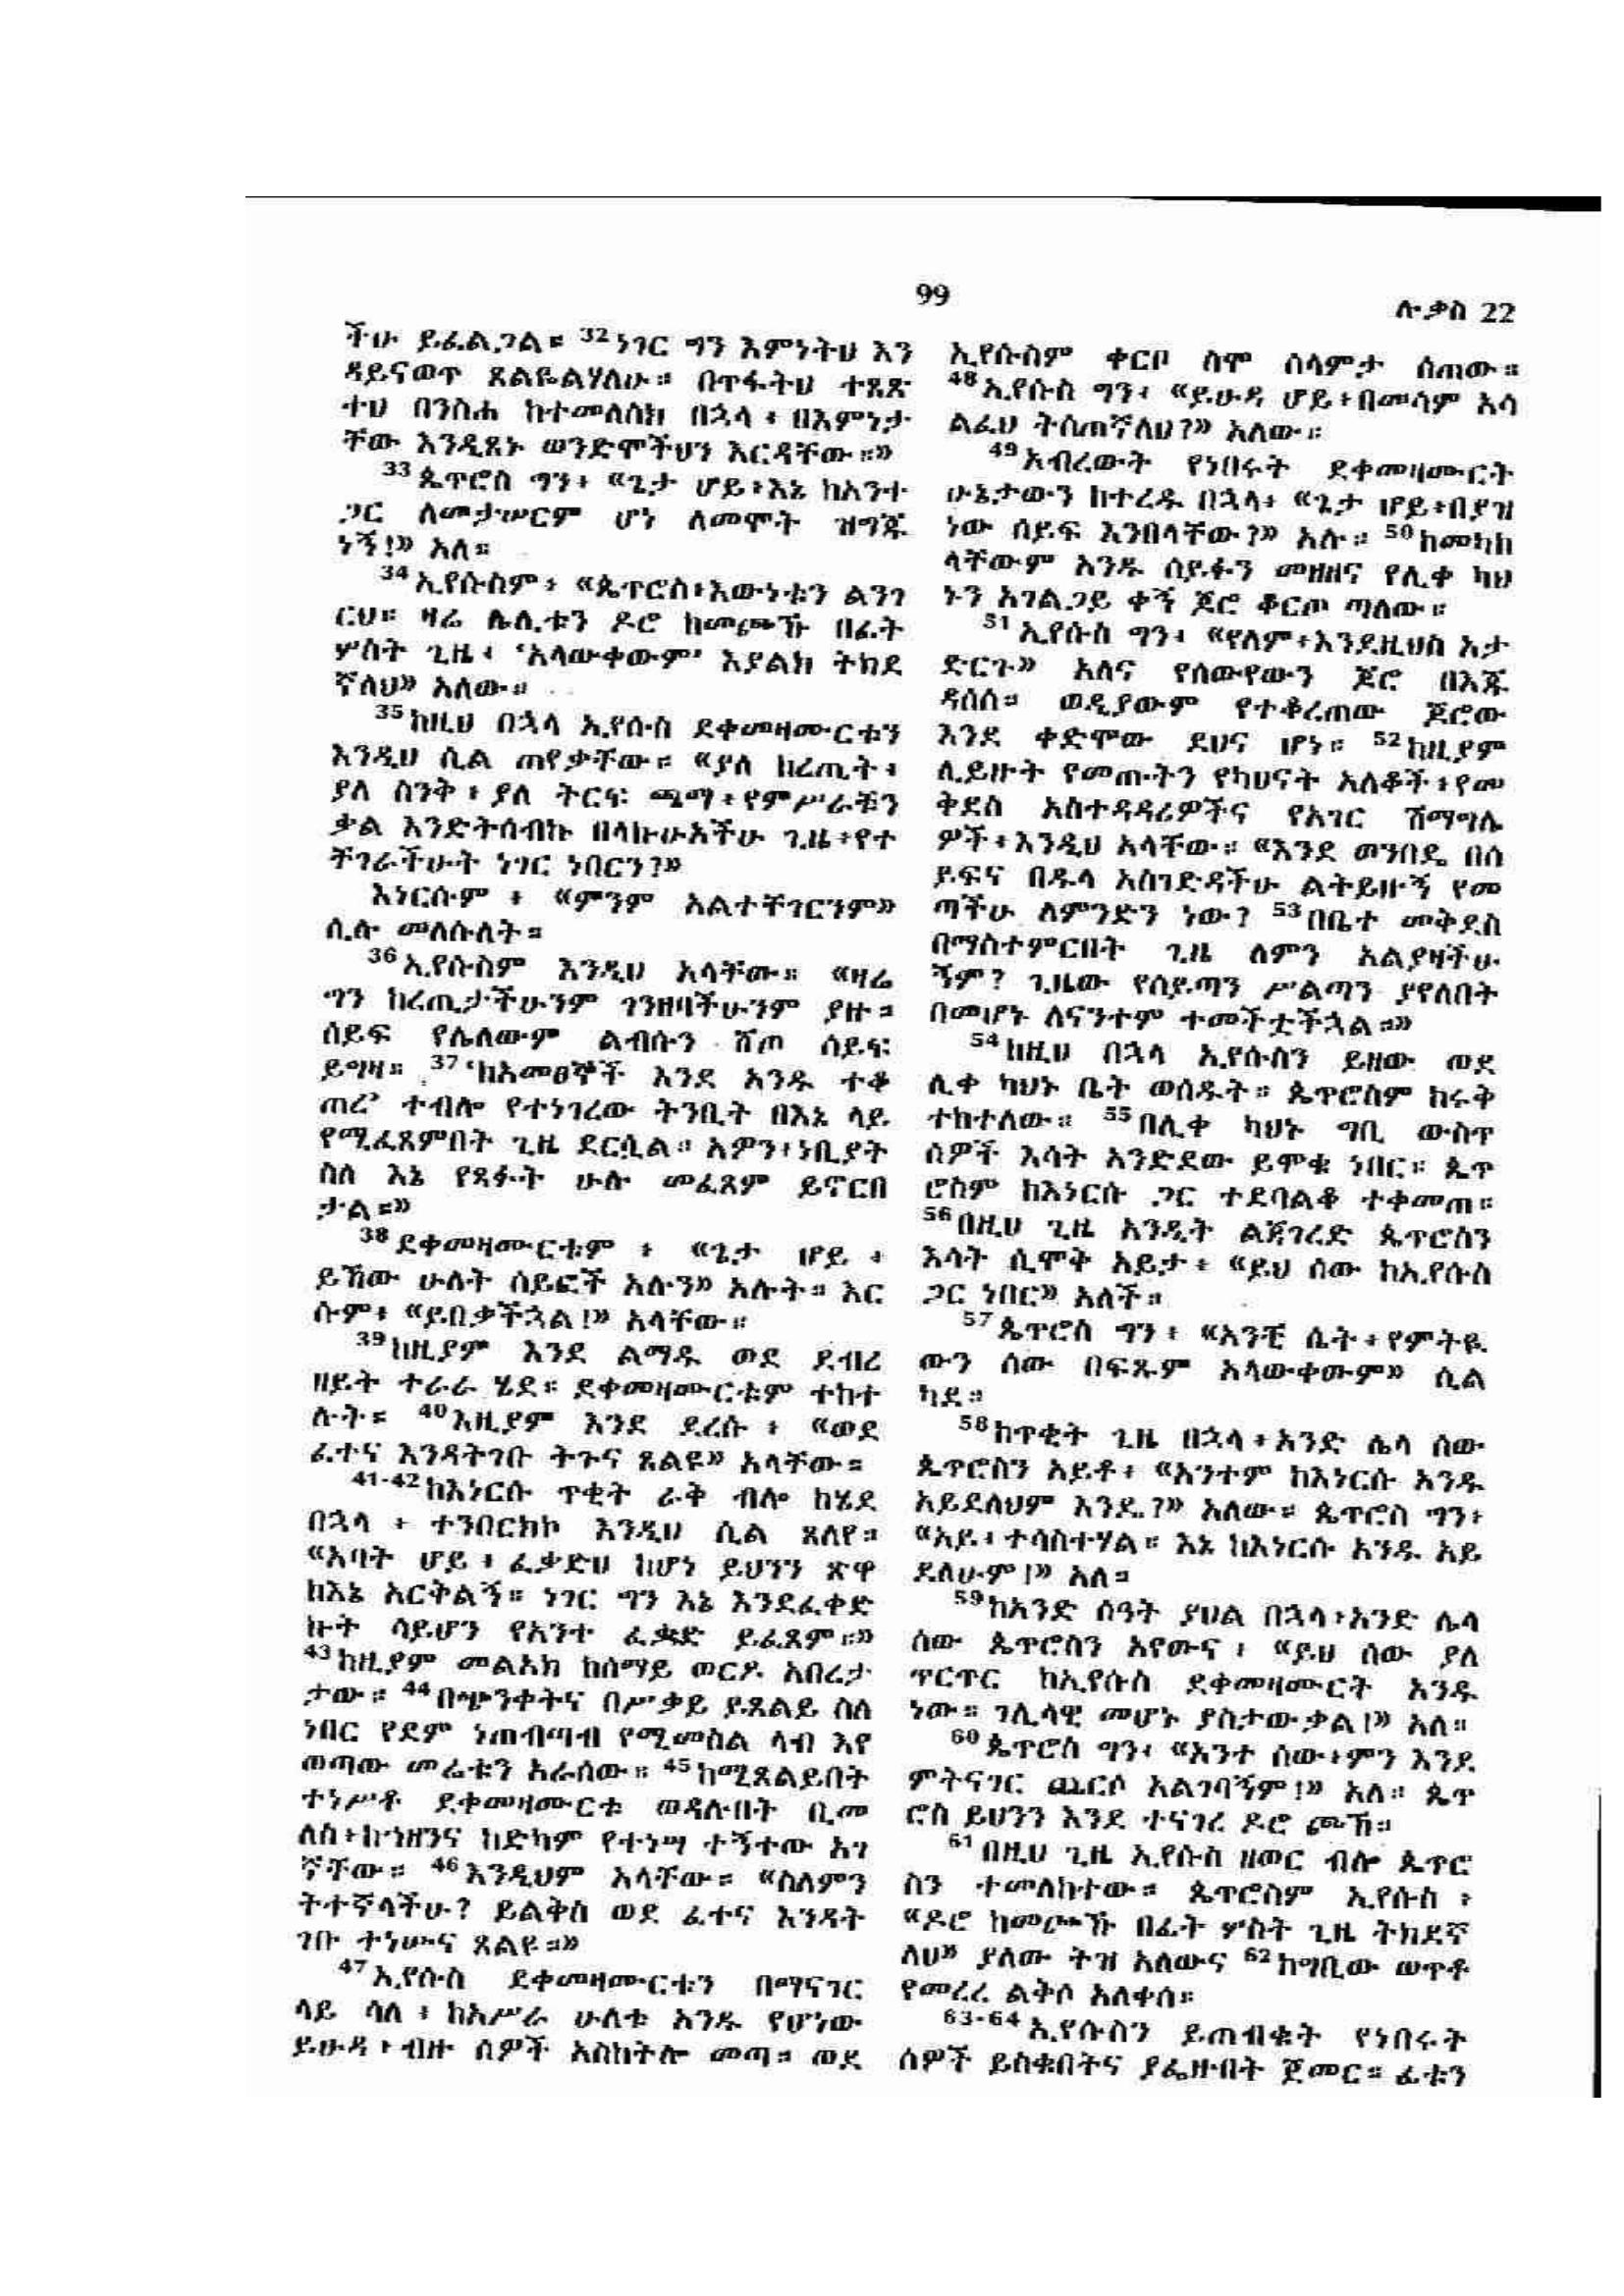 99
ሉቃስ 22
ችሁ ይፈልጋል። 32 ነገር ግን እምነትህ እን
ዳይናወጥ ጸልዬልሃለሁ። በጥፋትህ ተጸጽ
ተህ በንስሐ ከተመለስክ በኋላ፥ በእምነታ
ቸው እንዲጸኑ ወንድሞችህን እርዳቸው።»
33 ጴጥሮስ ግን፥ «ጌታ ሆይ፥እኔ ከአንተ
ጋር ለመታሠርም ሆነ ለመሞት ዝግጁ
ነኝ!» አለ።
34 ኢየሱስም፥ «ጴጥሮስ፥እውነቱን ልንገ
ርህ። ዛሬ ሌሊቱን ዶሮ ከመጮኹ በፊት
ሦስት ጊዜ፥ ‘አላውቀውም’ እያልክ ትክደ
ኛለህ» አለው።
35 ከዚህ በኋላ ኢየሱስ ደቀመዛሙርቱን
እንዲህ ሲል ጠየቃቸው። «ያለ ከረጢት፥
ያለ ስንቅ፥ ያለ ትርፍ ጫማ፥የምሥራቹን
ቃል እንድትሰብኩ በላኩሁአችሁ ጊዜ፥የተ
ቸገራችሁት ነገር ነበርን?»
እነርሱም፥ «ምንም አልተቸገርንም»
ሲሉ መለሱለት።
36 ኢየሱስም እንዲህ አላቸው። «ዛሬ
ግን ከረጢታችሁንም ገንዘባችሁንም ያዙ።
ሰይፍ የሌለውም ልብሱን ሸጦ ሰይፍ
ይግዛ። 37 ‘ከአመፀኞች እንደ አንዱ ተቆ
ጠረ’ ተብሎ የተነገረው ትንቢት በእኔ ላይ
የሚፈጸምበት ጊዜ ደርሷል። አዎን፥ነቢያት
ስለ እኔ የጻፉት ሁሉ መፈጸም ይኖርበ
ታል።»
38 ደቀመዛሙርቱም፥ «ጌታ ሆይ፥
ይኸው ሁለት ሰይፎች አሉን» አሉት። እር
ሱም፥ «ይበቃችኋል!» አላቸው።
39 ከዚያም እንደ ልማዱ ወደ ደብረ
ዘይት ተራራ ሄደ። ደቀመዛሙርቱም ተከተ
ሉት። 40 እዚያም እንደ ደረሱ፥ «ወደ
ፈተና እንዳትገቡ ትጉና ጸልዩ» አላቸው።
41-42 ከእነርሱ ጥቂት ራቅ ብሎ ከሄደ
በኋላ፥ ተንበርክኮ እንዲህ ሲል ጸለየ።
«አባት ሆይ፥ ፈቃድህ ከሆነ ይህንን ጽዋ
ከእኔ አርቅልኝ። ነገር ግን እኔ እንደፈቀድ
ኩት ሳይሆን የአንተ ፈቃድ ይፈጸም።»
43 ከዚያም መልአክ ከሰማይ ወርዶ አበረታ
ታው። 44 በጭንቀትና በሥቃይ ይጸልይ ስለ
ነበር የደም ነጠብጣብ የሚመስል ላብ እየ
ወጣው መሬቱን አራሰው። 45 ከሚጸልይበት
ተነሥቶ ደቀመዛሙርቱ ወዳሉበት ቢመ
ለስ፥ከኀዘንና ከድካም የተነሣ ተኝተው አገ
ኛቸው። 46 እንዲህም አላቸው። «ስለምን
ትተኛላችሁ? ይልቅስ ወደ ፈተና እንዳት
ገቡ ተነሡና ጸልዩ።»
47 ኢየሱስ ደቀመዛሙርቱን በማናገር
ላይ ሳለ፥ ከአሥራ ሁለቱ አንዱ የሆነው
ይሁዳ፥ ብዙ ሰዎች አስከትሎ መጣ። ወደ
ኢየሱስም ቀርቦ ስሞ ሰላምታ ሰጠው።
48 ኢየሱስ ግን፥ «ይሁዳ ሆይ፥በመሳም አሳ
ልፈህ ትሰጠኛለህ?» አለው።
49 አብረውት የነበሩት ደቀመዛሙርት
ሁኔታውን ከተረዱ በኋላ፥ «ጌታ ሆይ፥በያዝ
ነው ሰይፍ እንበላቸው?» አሉ። 50 ከመካከ
ላቸውም አንዱ ሰይፉን መዘዘና የሊቀ ካህ
ኑን አገልጋይ ቀኝ ጆሮ ቆርጦ ጣለው።
51 ኢየሱስ ግን፥ «የለም፥እንደዚህስ አታ
ድርጉ» አለና የሰውየውን ጆሮ በእጁ
ዳሰሰ። ወዲያውም የተቆረጠው ጆሮው
እንደ ቀድሞው ደህና ሆነ። 52 ከዚያም
ሊይዙት የመጡትን የካህናት አለቆች፥የመ
ቅደስ አስተዳዳሪዎችና የአገር ሽማግሌ
ዎች፥እንዲህ አላቸው። «እንደ ወንበዴ በሰ
ይፍና በዱላ አስገድዳችሁ ልትይዙኝ የመ
ጣችሁ ለምንድን ነው? 53 በቤተ መቅደስ
በማስተምርበት ጊዜ ለምን አልያዛችሁ
ኝም? ጊዜው የሰይጣን ሥልጣን ያየለበት
በመሆኑ ለናንተም ተመችቷችኋል።»
54 ከዚህ በኋላ ኢየሱስን ይዘው ወደ
ሊቀ ካህኑ ቤት ወሰዱት። ጴጥሮስም ከሩቅ
ተከተለው። 55 በሊቀ ካህኑ ግቢ ውስጥ
ሰዎች እሳት አንድደው ይሞቁ ነበር። ጴጥ
ሮስም ከእነርሱ ጋር ተደባልቆ ተቀመጠ።
56 በዚህ ጊዜ አንዲት ልጃገረድ ጴጥሮስን
እሳት ሲሞቅ አይታ፥ «ይህ ሰው ከኢየሱስ
ጋር ነበር» አለች።
57 ጴጥሮስ ግን፥ «አንቺ ሴት፥የምትዪ
ውን ሰው በፍጹም አላውቀውም» ሲል
ካደ።
58 ከጥቂት ጊዜ በኋላ፥አንድ ሌላ ሰው
ጴጥሮስን አይቶ፥ «አንተም ከእነርሱ አንዱ
አይደለህም እንዴ?» አለው። ጴጥሮስ ግን፥
«አይ፥ተሳስተሃል። እኔ ከእነርሱ አንዱ አይ
ደለሁም!» አለ።
59 ከአንድ ሰዓት ያህል በኋላ፥አንድ ሌላ
ሰው ጴጥሮስን አየውና፥ «ይህ ሰው ያለ
ጥርጥር ከኢየሱስ ደቀመዛሙርት አንዱ
ነው። ገሊላዊ መሆኑ ያስታውቃል!» አለ።
60 ጴጥሮስ ግን፥ «አንተ ሰው፥ምን እንደ
ምትናገር ጨርሶ አልገባኝም!» አለ። ጴጥ
ሮስ ይህንን እንደ ተናገረ ዶሮ ጮኸ።
61 በዚህ ጊዜ ኢየሱስ ዘወር ብሎ ጴጥሮ
ስን ተመለከተው። ጴጥሮስም ኢየሱስ፥
«ዶሮ ከመጮኹ በፊት ሦስት ጊዜ ትክደኛ
ለህ» ያለው ትዝ አለውና 62 ከግቢው ወጥቶ
የመረረ ልቅሶ አለቀሰ።
63-64 ኢየሱስን ይጠብቁት የነበሩት
ሰዎች ይስቁበትና ያፌዙበት ጀመር። ፊቱን